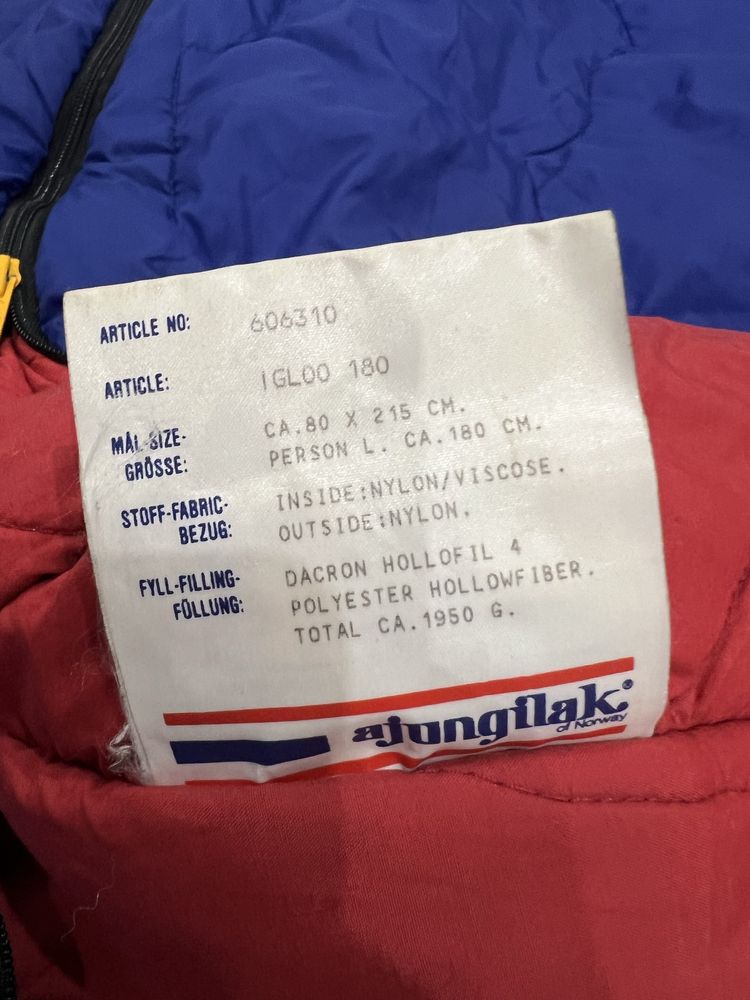 ARTICLE NO: 606310
ARTICLE: IGLOO 180
MÅL-SIZE- CA.80 X 215 CM.
GRÖSSE: PERSON L. CA.180 CM.
STOFF-FABRIC- INSIDE:NYLON/VISCOSE.
BEZUG: OUTSIDE:NYLON.
FYLL-FILLING- DACRON HOLLOFIL 4
FÜLLUNG: POLYESTER HOLLOWFIBER.
TOTAL CA.1950 G.
ajungilak®
of Norway